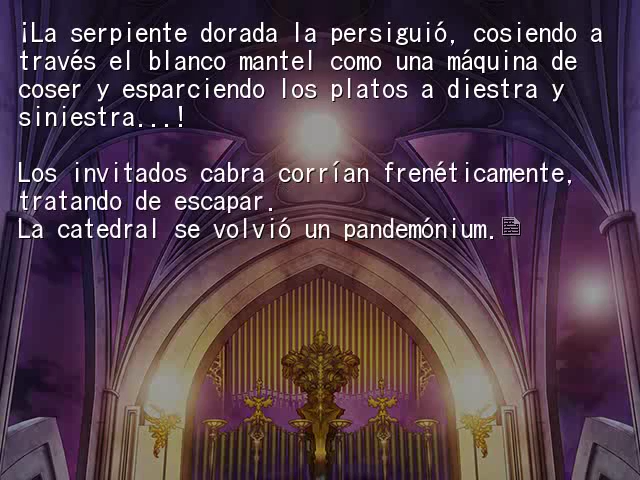 ¡La serpiente dorada la persiguió, cosiendo a
través el blanco mantel como una máquina de
coser y esparciendo los platos a diestra y
siniestra...!
Los invitados cabra corrían frenéticamente,
tratando de escapar.
La catedral se volvió un pandemónium.